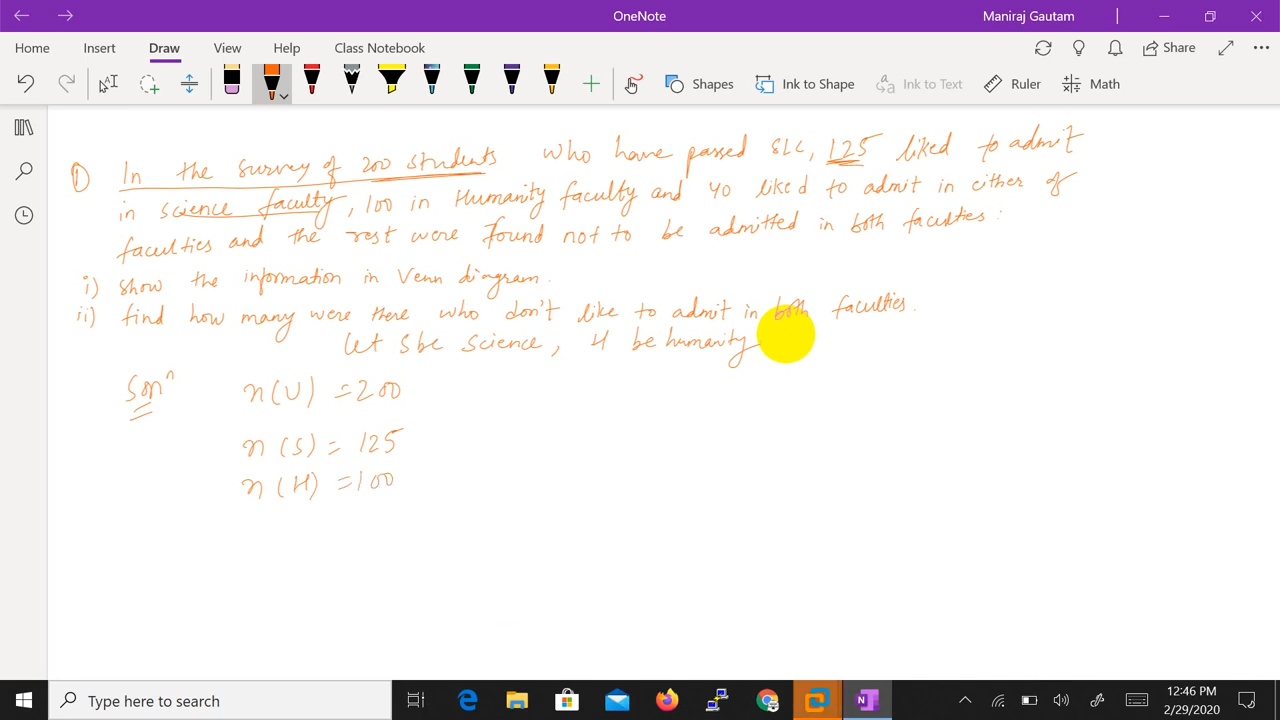 OneNote
Maniraj Gautam
Home Insert Draw View Help Class Notebook
Share
Shapes Ink to Shape Ink to Text Ruler Math
1) In the survey of 200 students who have passed SLC, 125 liked to admit
in science faculty, 100 in Humanity faculty and 40 liked to admit in either of
faculties and the rest were found not to be admitted in both faculties.
i) show the information in Venn diagram.
ii) find how many were there who don't like to admit in both faculties.
let S be science, H be humanity
Solⁿ n(U) = 200
n(S) = 125
n(H) = 100
Type here to search
12:46 PM
2/29/2020